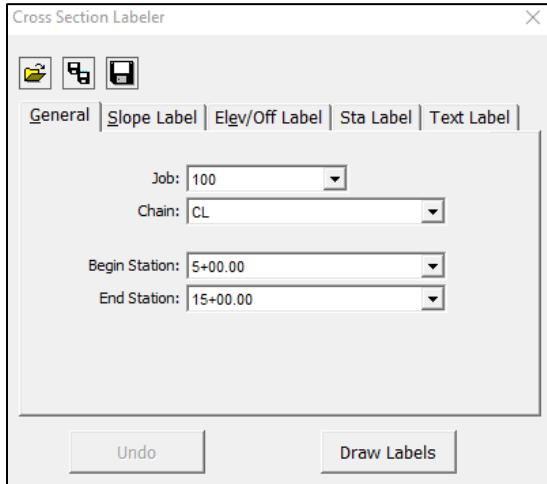 Cross Section Labeler
General Slope Label Elev/Off Label Sta Label Text Label
Job: 100
Chain: CL
Begin Station: 5+00.00
End Station: 15+00.00
Undo Draw Labels